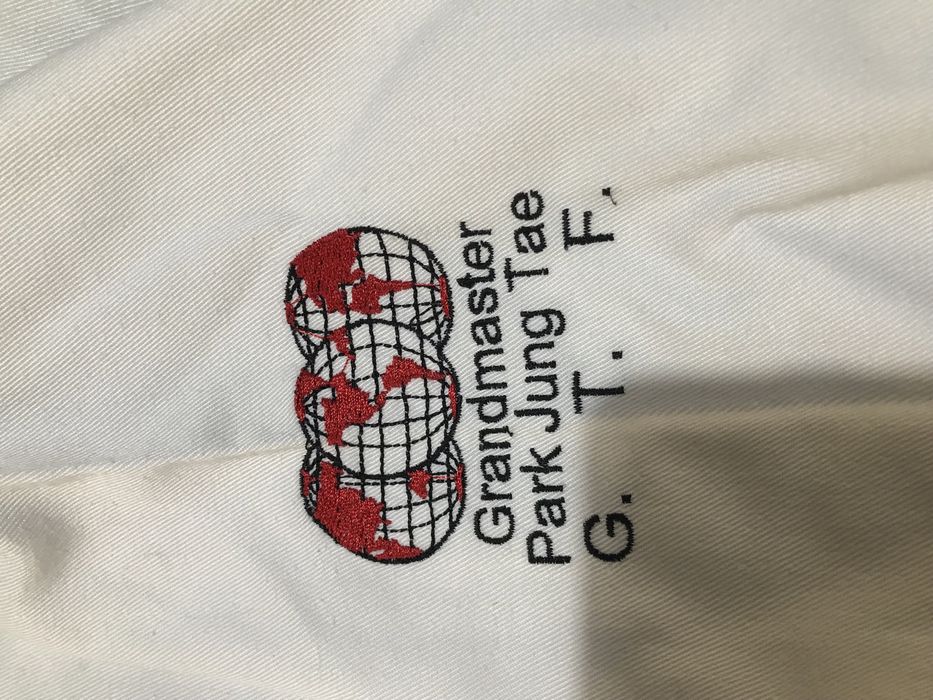 Grandmaster
Park Jung Tae
G. T. F.